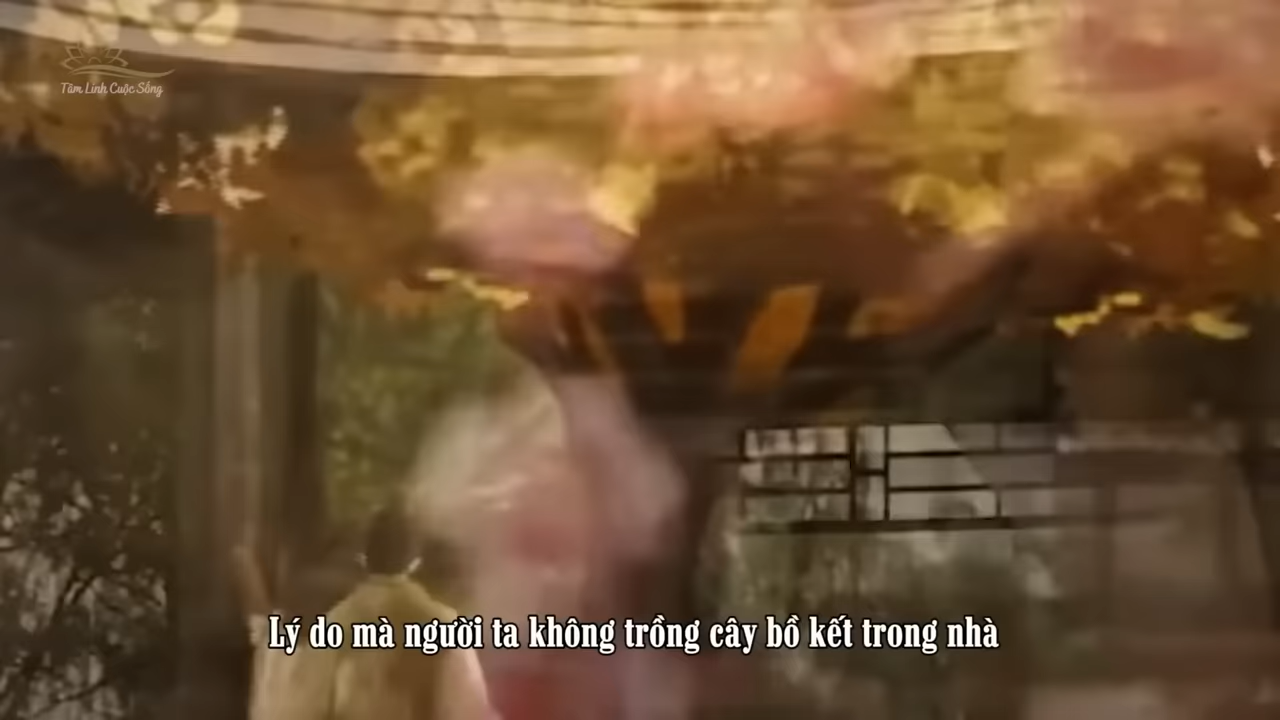 Tâm Linh Cuộc Sống
Lý do mà người ta không trồng cây bồ kết trong nhà